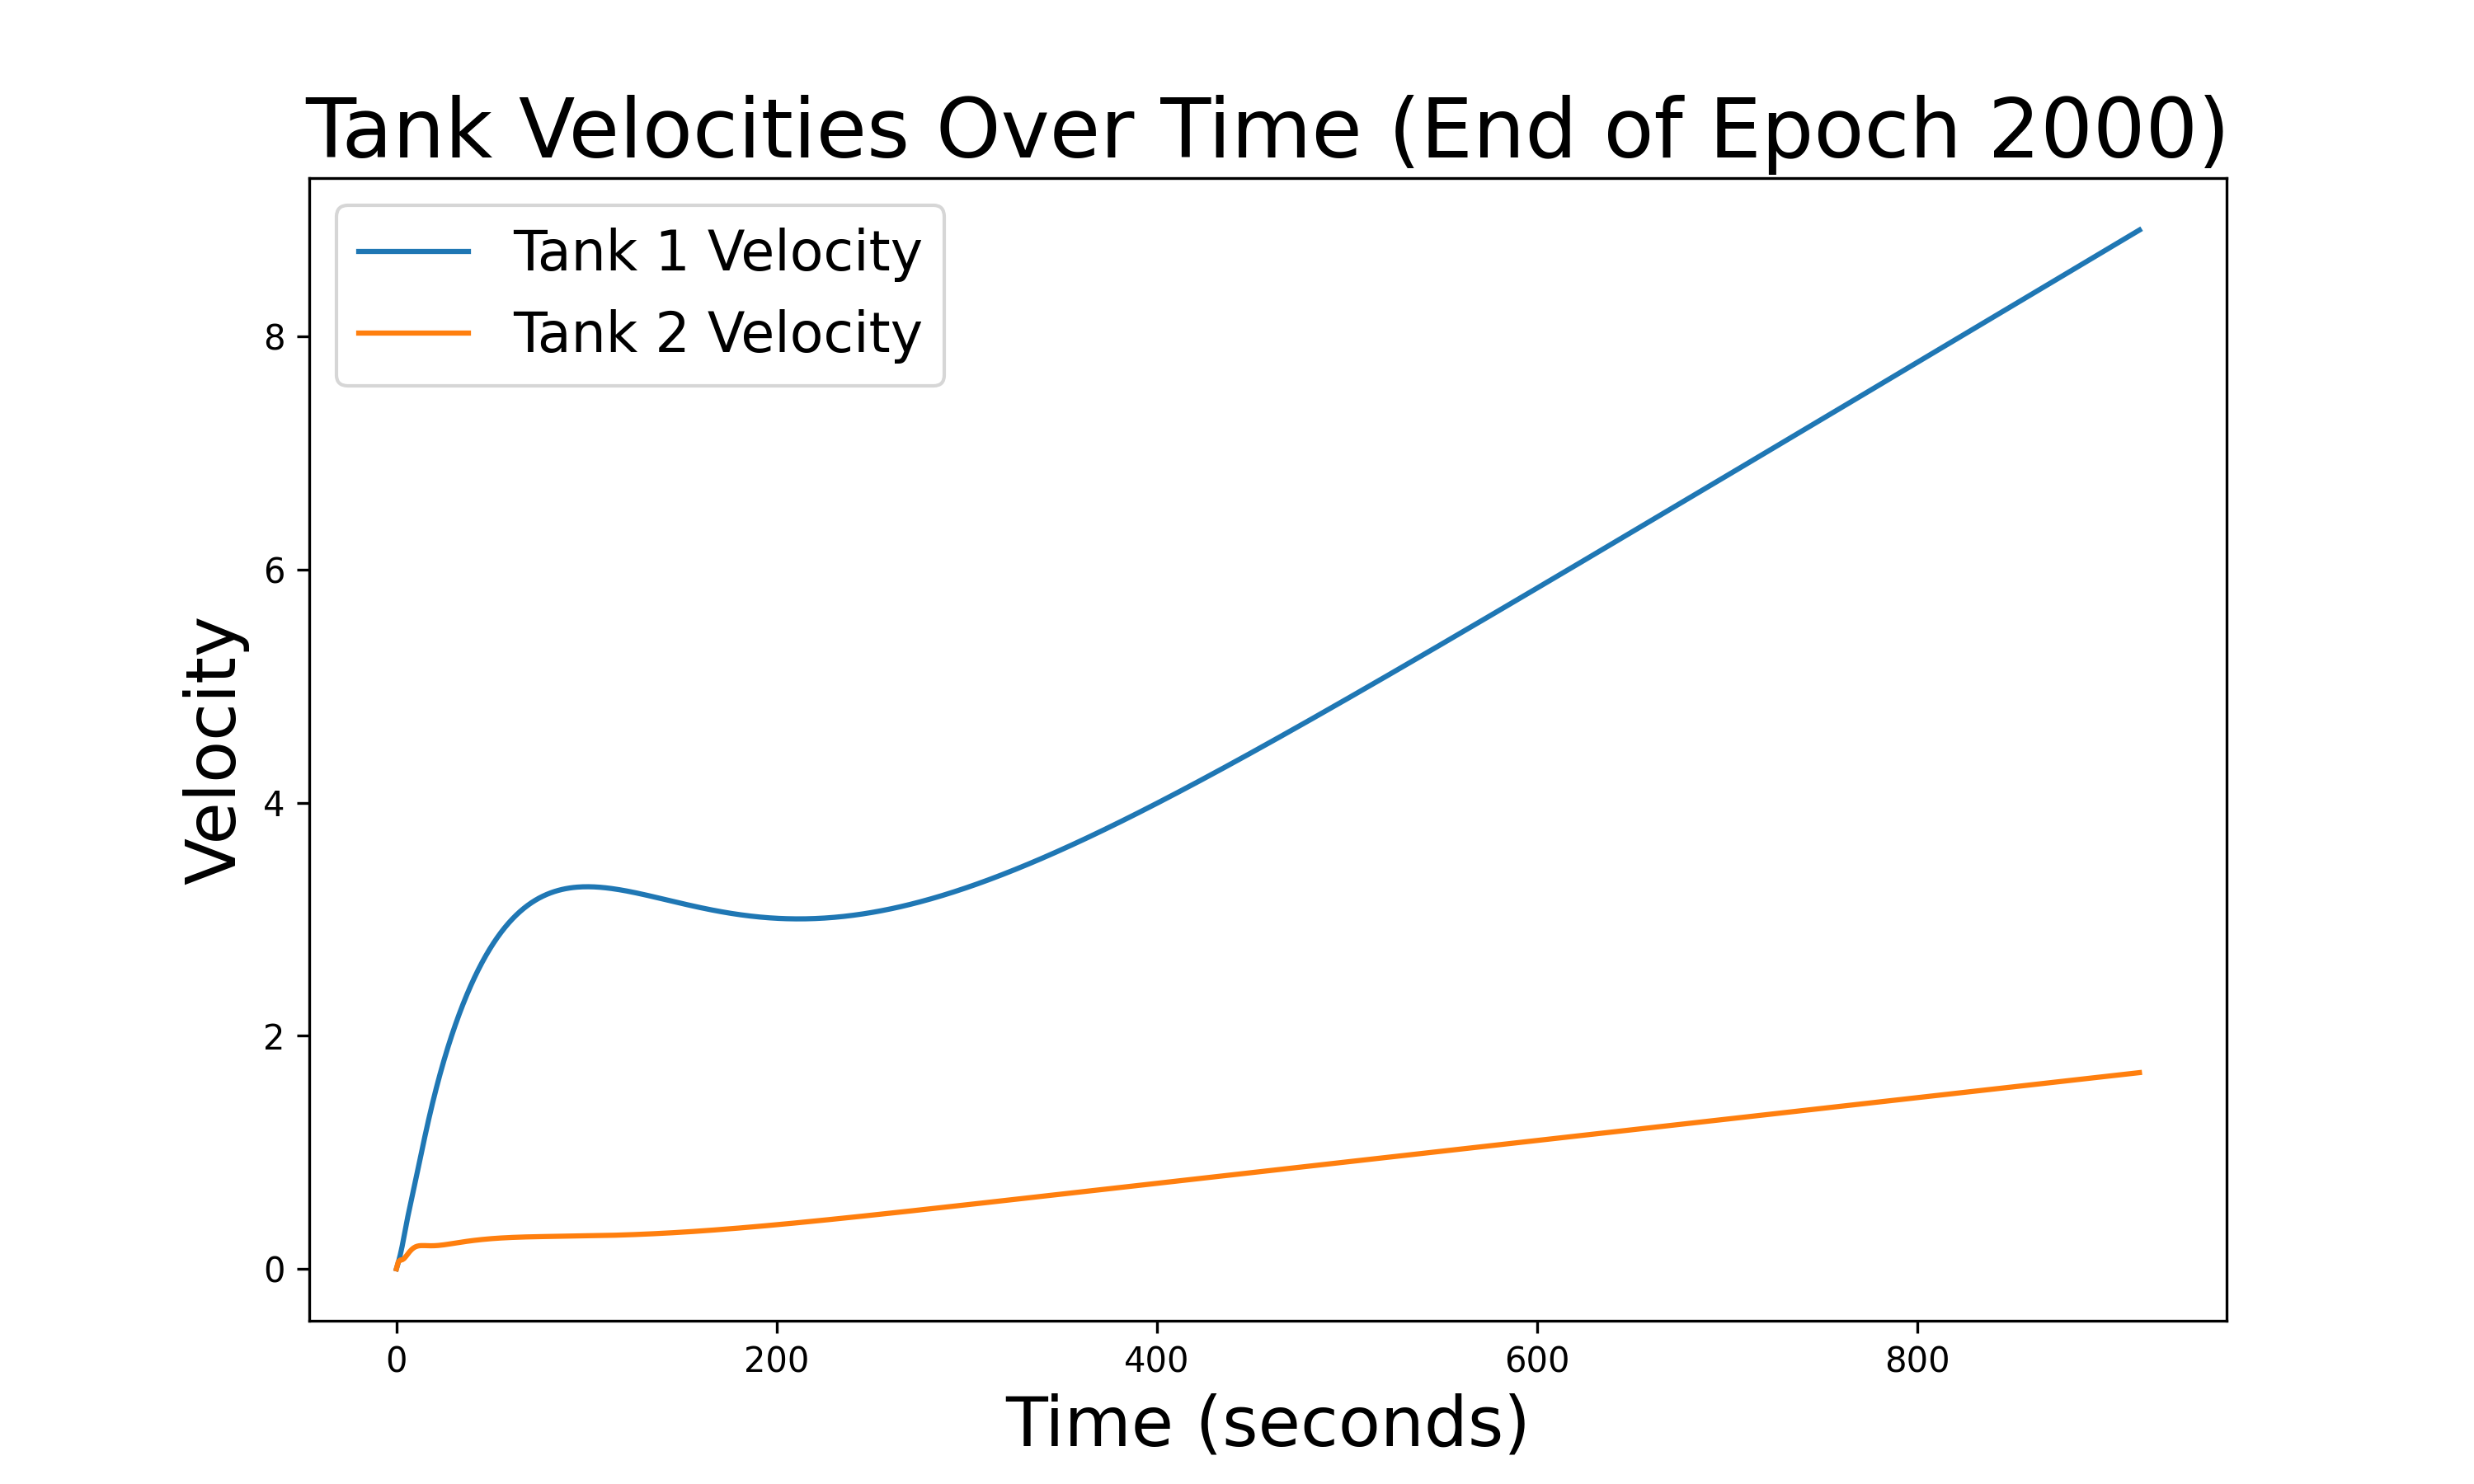 Tank Velocities Over Time (End of Epoch 2000)
Tank 1 Velocity
Tank 2 Velocity
Velocity
8
6
4
2
0
0 200 400 600 800
Time (seconds)